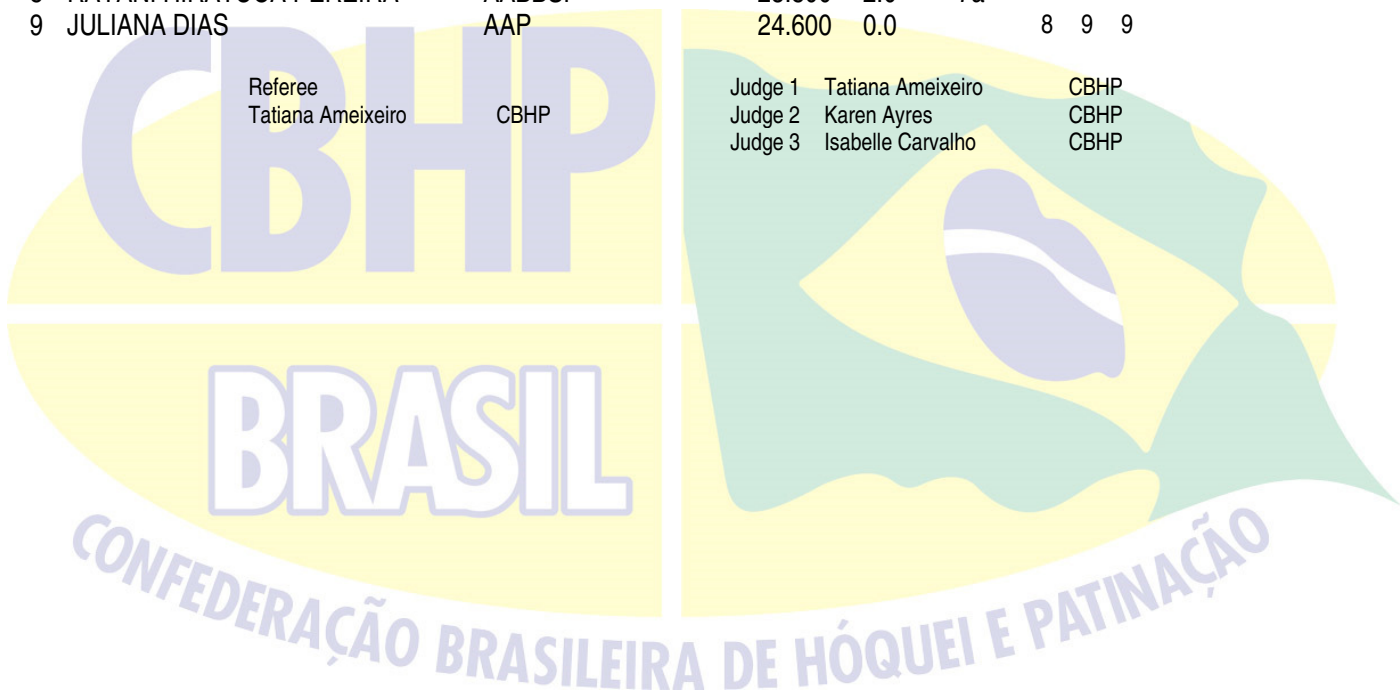 9 JULIANA DIAS AAP 24.600 0.0 8 9 9
Referee Judge 1 Tatiana Ameixeiro CBHP
Tatiana Ameixeiro CBHP Judge 2 Karen Ayres CBHP
Judge 3 Isabelle Carvalho CBHP
CBHP
BRASIL
CONFEDERAÇÃO BRASILEIRA DE HÓQUEI E PATINAÇÃO